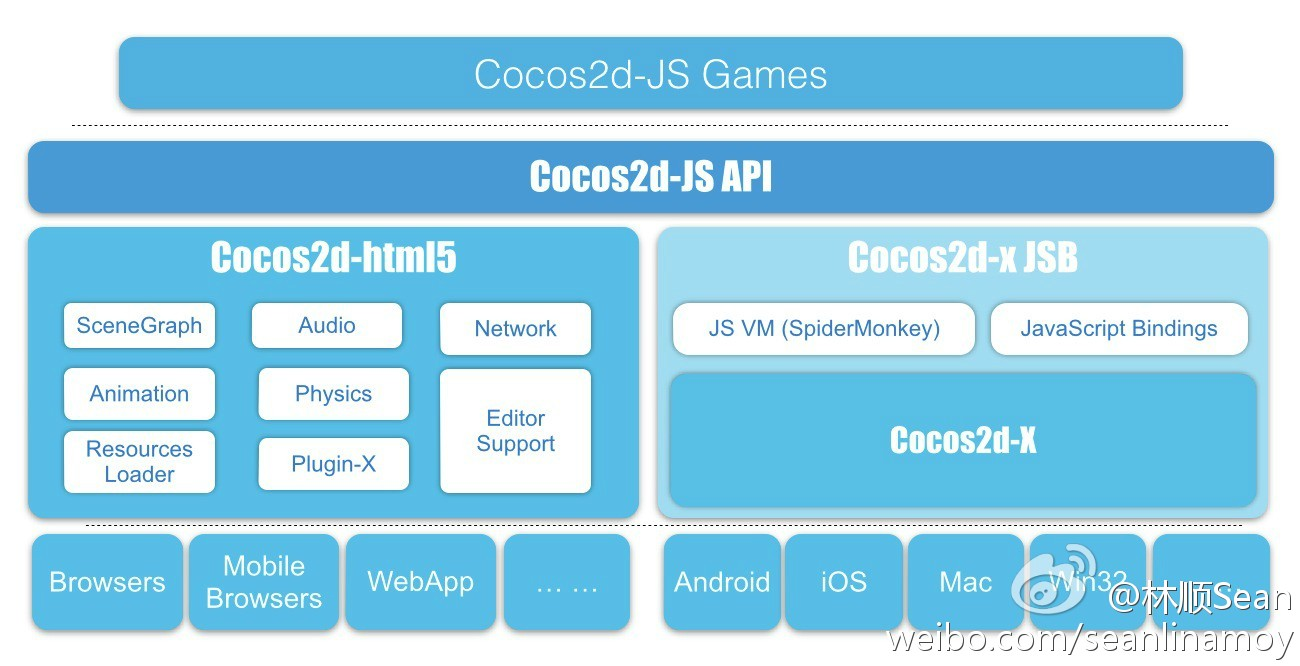 Cocos2d-JS Games
Cocos2d-JS API
Cocos2d-html5
SceneGraph
Audio
Network
Animation
Physics
Editor
Support
Resources
Loader
Plugin-X
Cocos2d-x JSB
JS VM (SpiderMonkey)
JavaScript Bindings
Cocos2d-X
Browsers
Mobile
Browsers
WebApp
... ...
Android
iOS
Mac
Win32
@林顺Sean
weibo.com/seanlinamoy